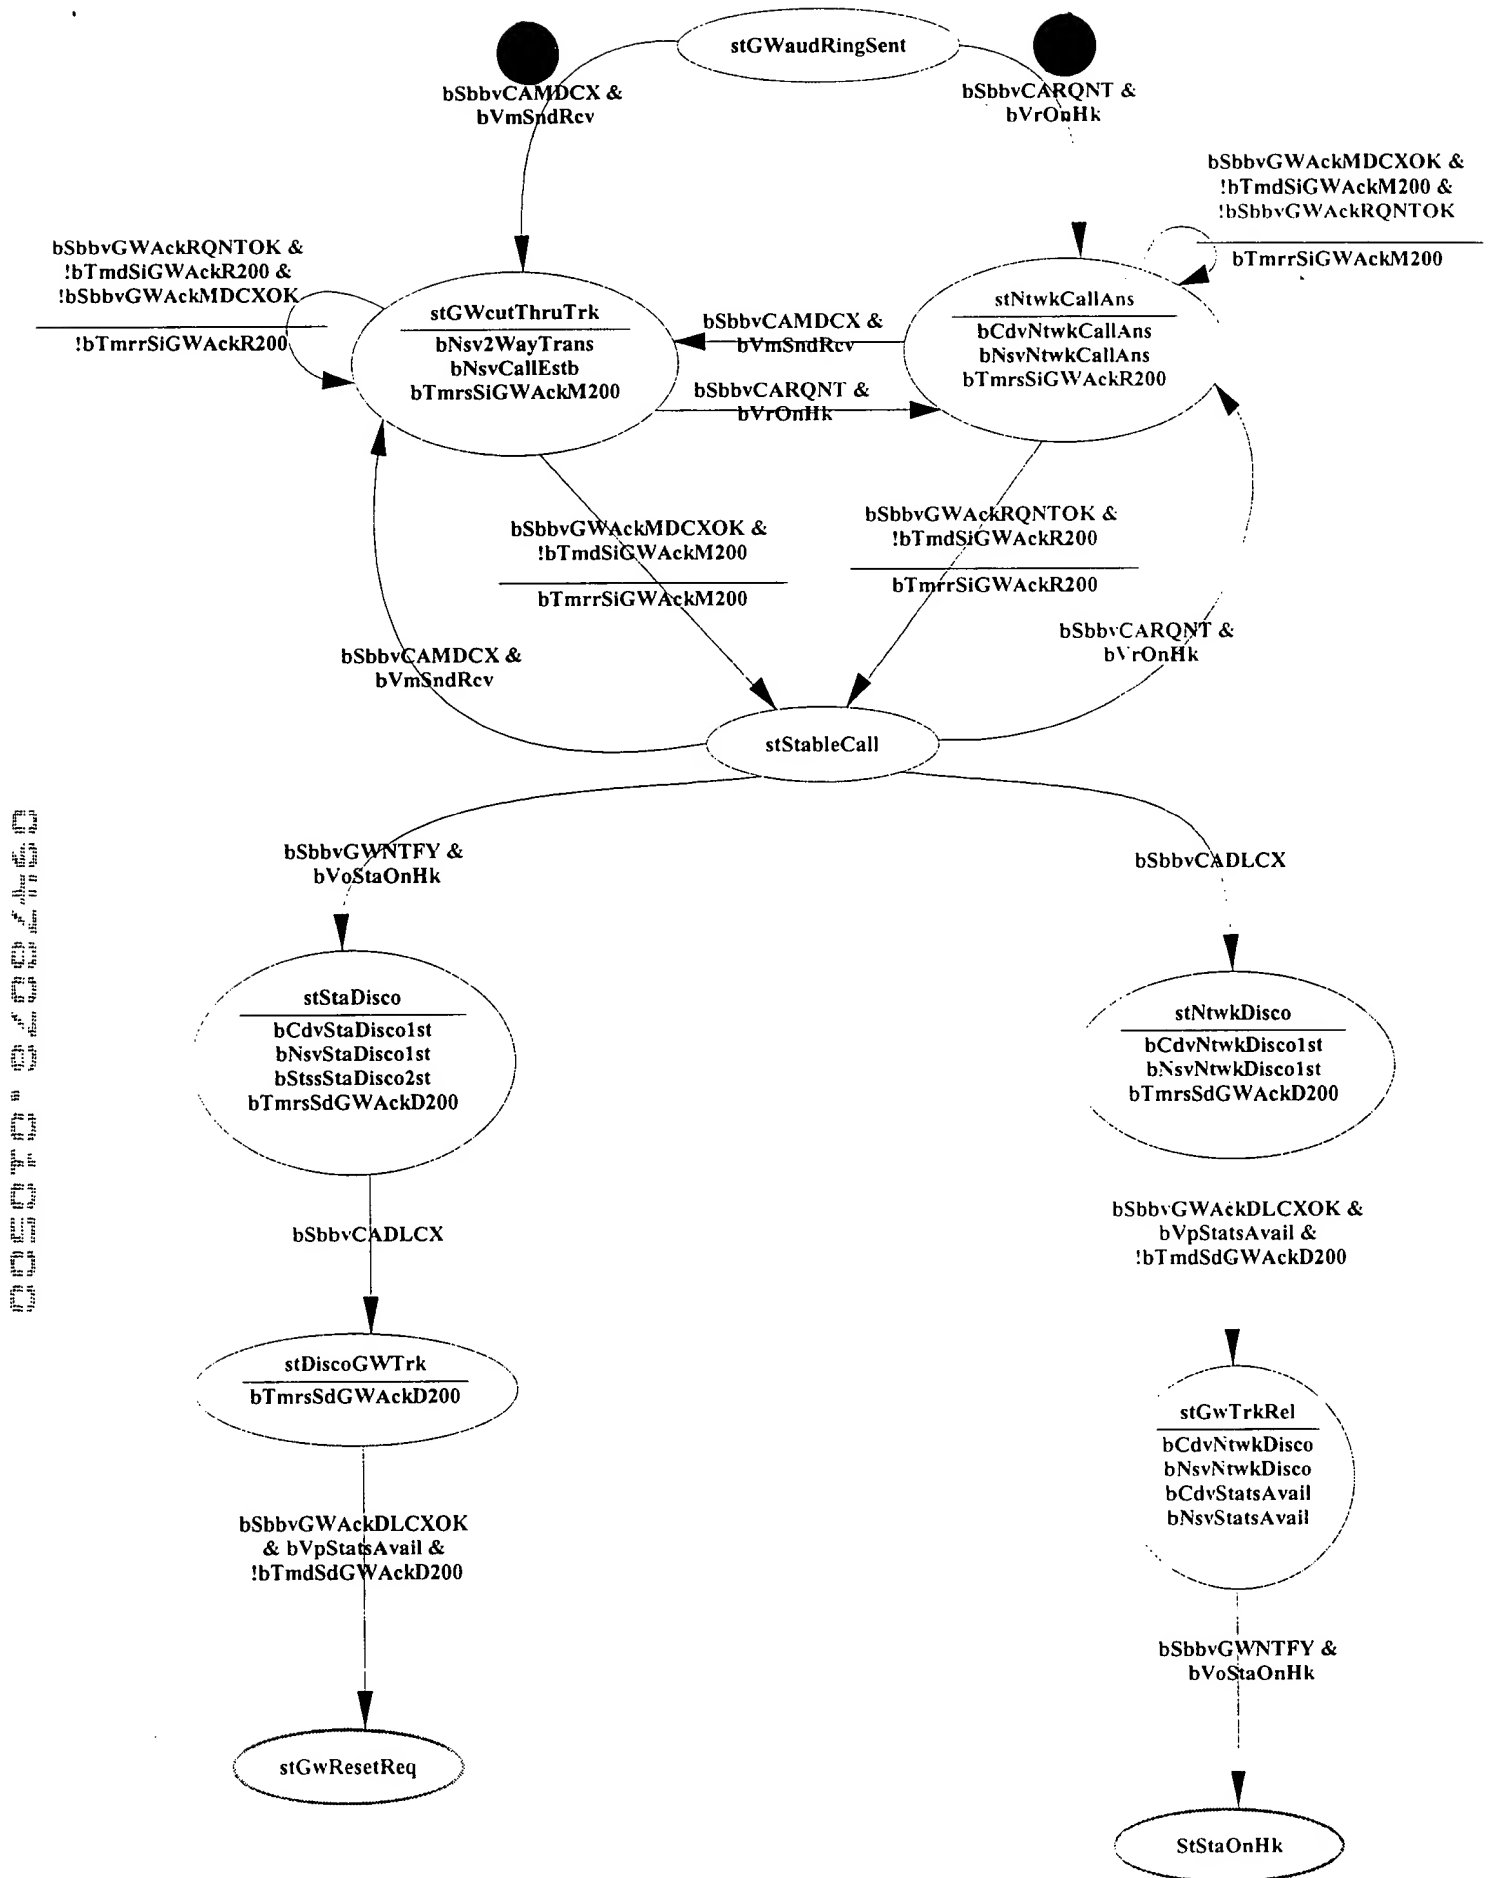 stGWaudRingSent
bSbbvCAMDCX &
bVmSndRcv
bSbbvCARQNT &
bVrOnHk
bSbbvGWAckMDCXOK &
!bTmdSiGWAckM200 &
!bSbbvGWAckRQNTOK
bTmrrSiGWAckM200
bSbbvGWAckRQNTOK &
!bTmdSiGWAckR200 &
!bSbbvGWAckMDCXOK
!bTmrrSiGWAckR200
stGWcutThruTrk
bNsv2WayTrans
bNsvCallEstb
bTmrsSiGWAckM200
bSbbvCAMDCX &
bVmSndRcv
bSbbvCARQNT &
bVrOnHk
stNtwkCallAns
bCdvNtwkCallAns
bNsvNtwkCallAns
bTmrsSiGWAckR200
bSbbvGWAckMDCXOK &
!bTmdSiGWAckM200
bTmrrSiGWAckM200
bSbbvGWAckRQNTOK &
!bTmdSiGWAckR200
bTmrrSiGWAckR200
bSbbvCAMDCX &
bVmSndRcv
bSbbvCARQNT &
bVrOnHk
stStableCall
bSbbvGWNTFY &
bVoStaOnHk
bSbbvCADLCX
stStaDisco
bCdvStaDisco1st
bNsvStaDisco1st
bStssStaDisco2st
bTmrsSdGWAckD200
stNtwkDisco
bCdvNtwkDisco1st
bNsvNtwkDisco1st
bTmrsSdGWAckD200
bSbbvCADLCX
bSbbvGWAckDLCXOK &
bVpStatsAvail &
!bTmdSdGWAckD200
stDiscoGWTrk
bTmrsSdGWAckD200
stGwTrkRel
bCdvNtwkDisco
bNsvNtwkDisco
bCdvStatsAvail
bNsvStatsAvail
bSbbvGWAckDLCXOK
& bVpStatsAvail &
!bTmdSdGWAckD200
bSbbvGWNTFY &
bVoStaOnHk
stGwResetReq
StStaOnHk